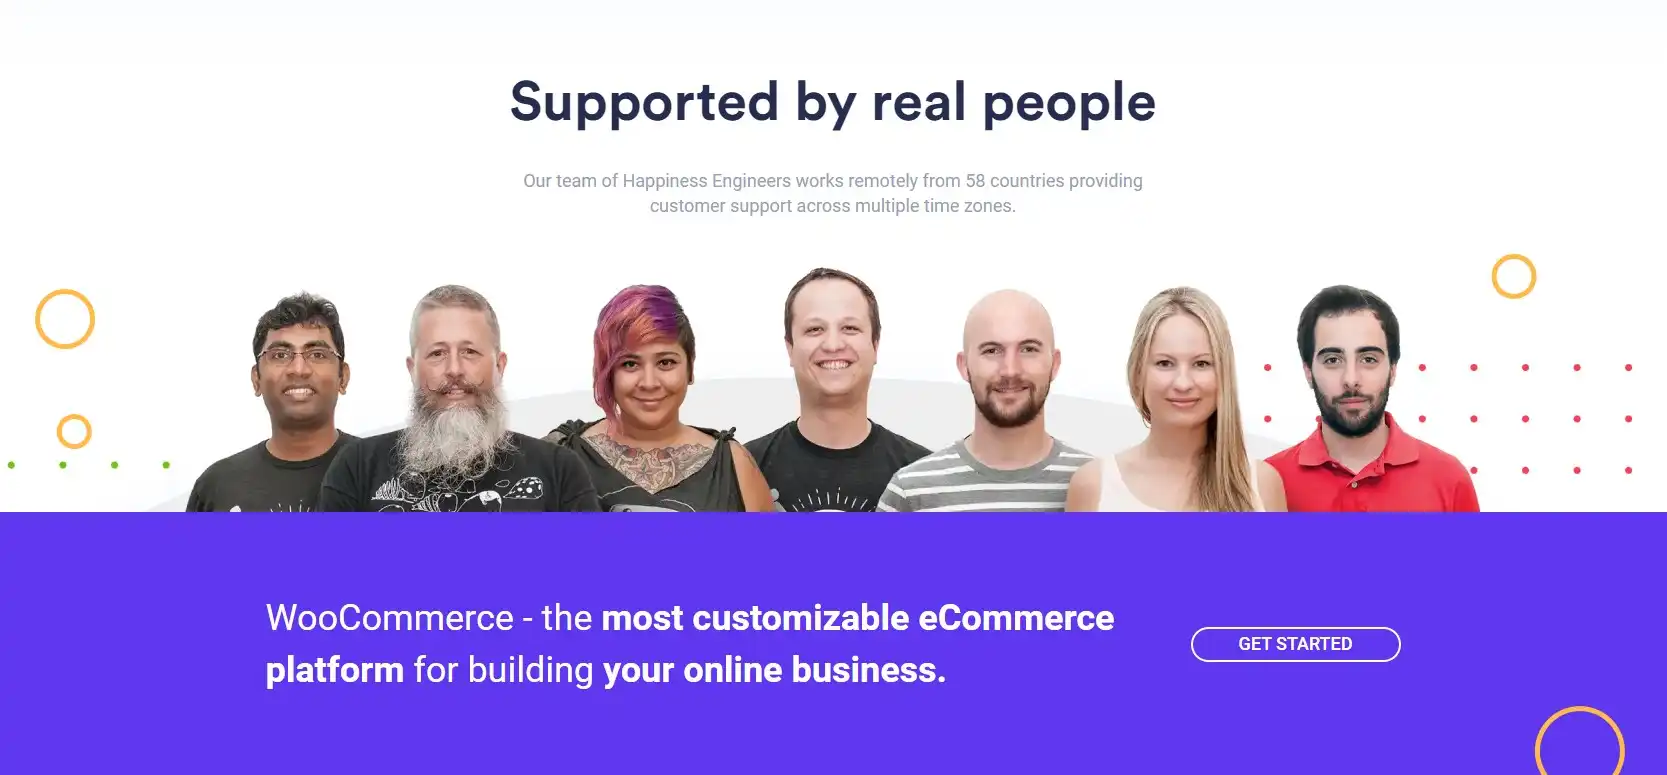 Supported by real people
Our team of Happiness Engineers works remotely from 58 countries providing
customer support across multiple time zones.
WooCommerce - the most customizable eCommerce
platform for building your online business.
GET STARTED